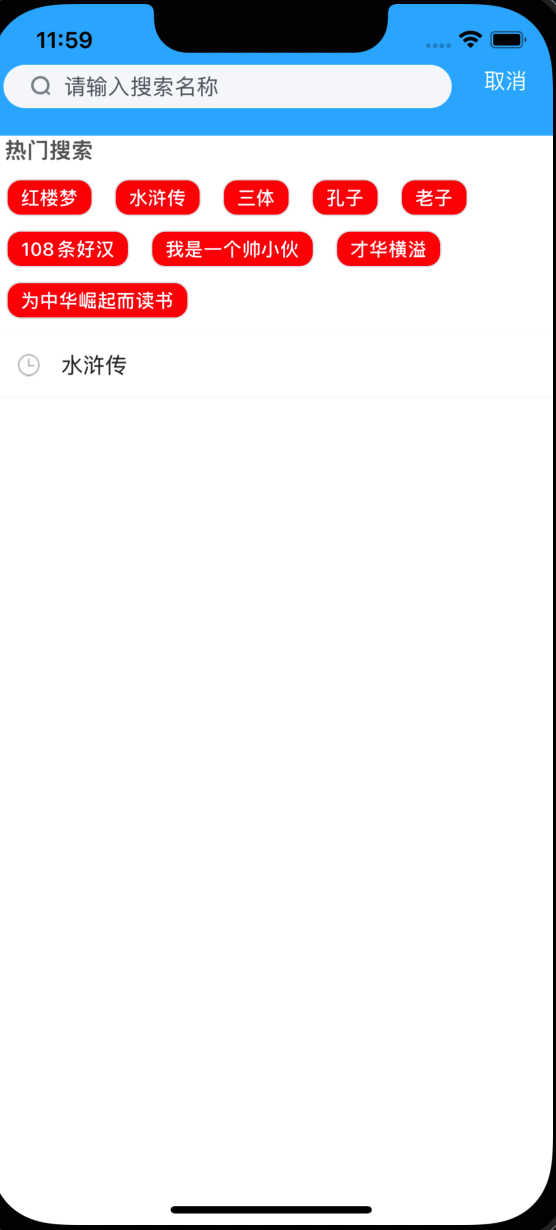 11:59
请输入搜索名称 取消
热门搜索
红楼梦 水浒传 三体 孔子 老子
108条好汉 我是一个帅小伙 才华横溢
为中华崛起而读书
水浒传